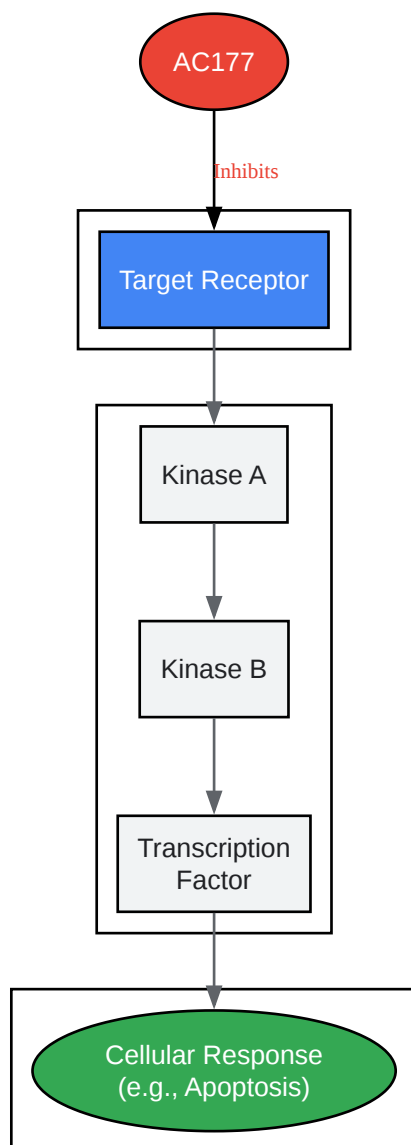 AC177
Inhibits
Target Receptor
Kinase A
Kinase B
Transcription
Factor
Cellular Response
(e.g., Apoptosis)